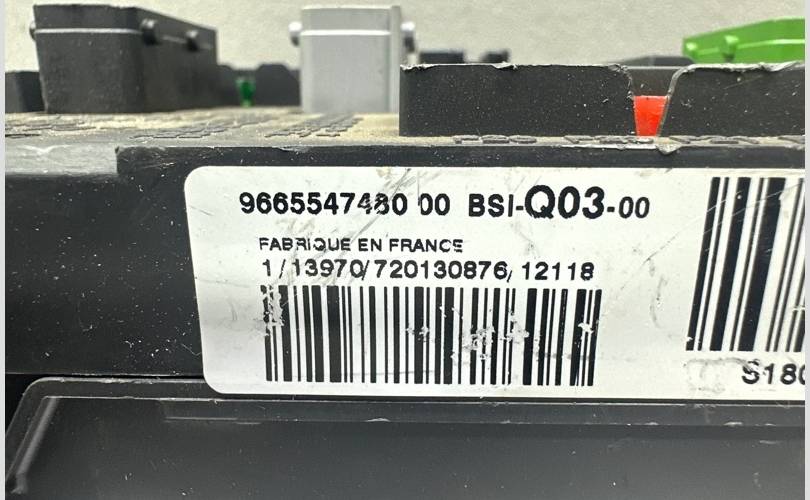 9665547480 00 BSI-Q03-00
FABRIQUE EN FRANCE
1/13970/720130876/12118
S180